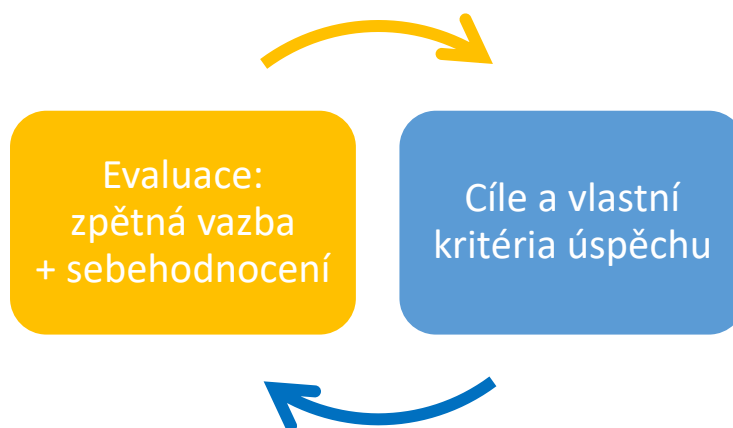 Evaluace:
zpětná vazba
+ sebehodnocení
Cíle a vlastní
kritéria úspěchu